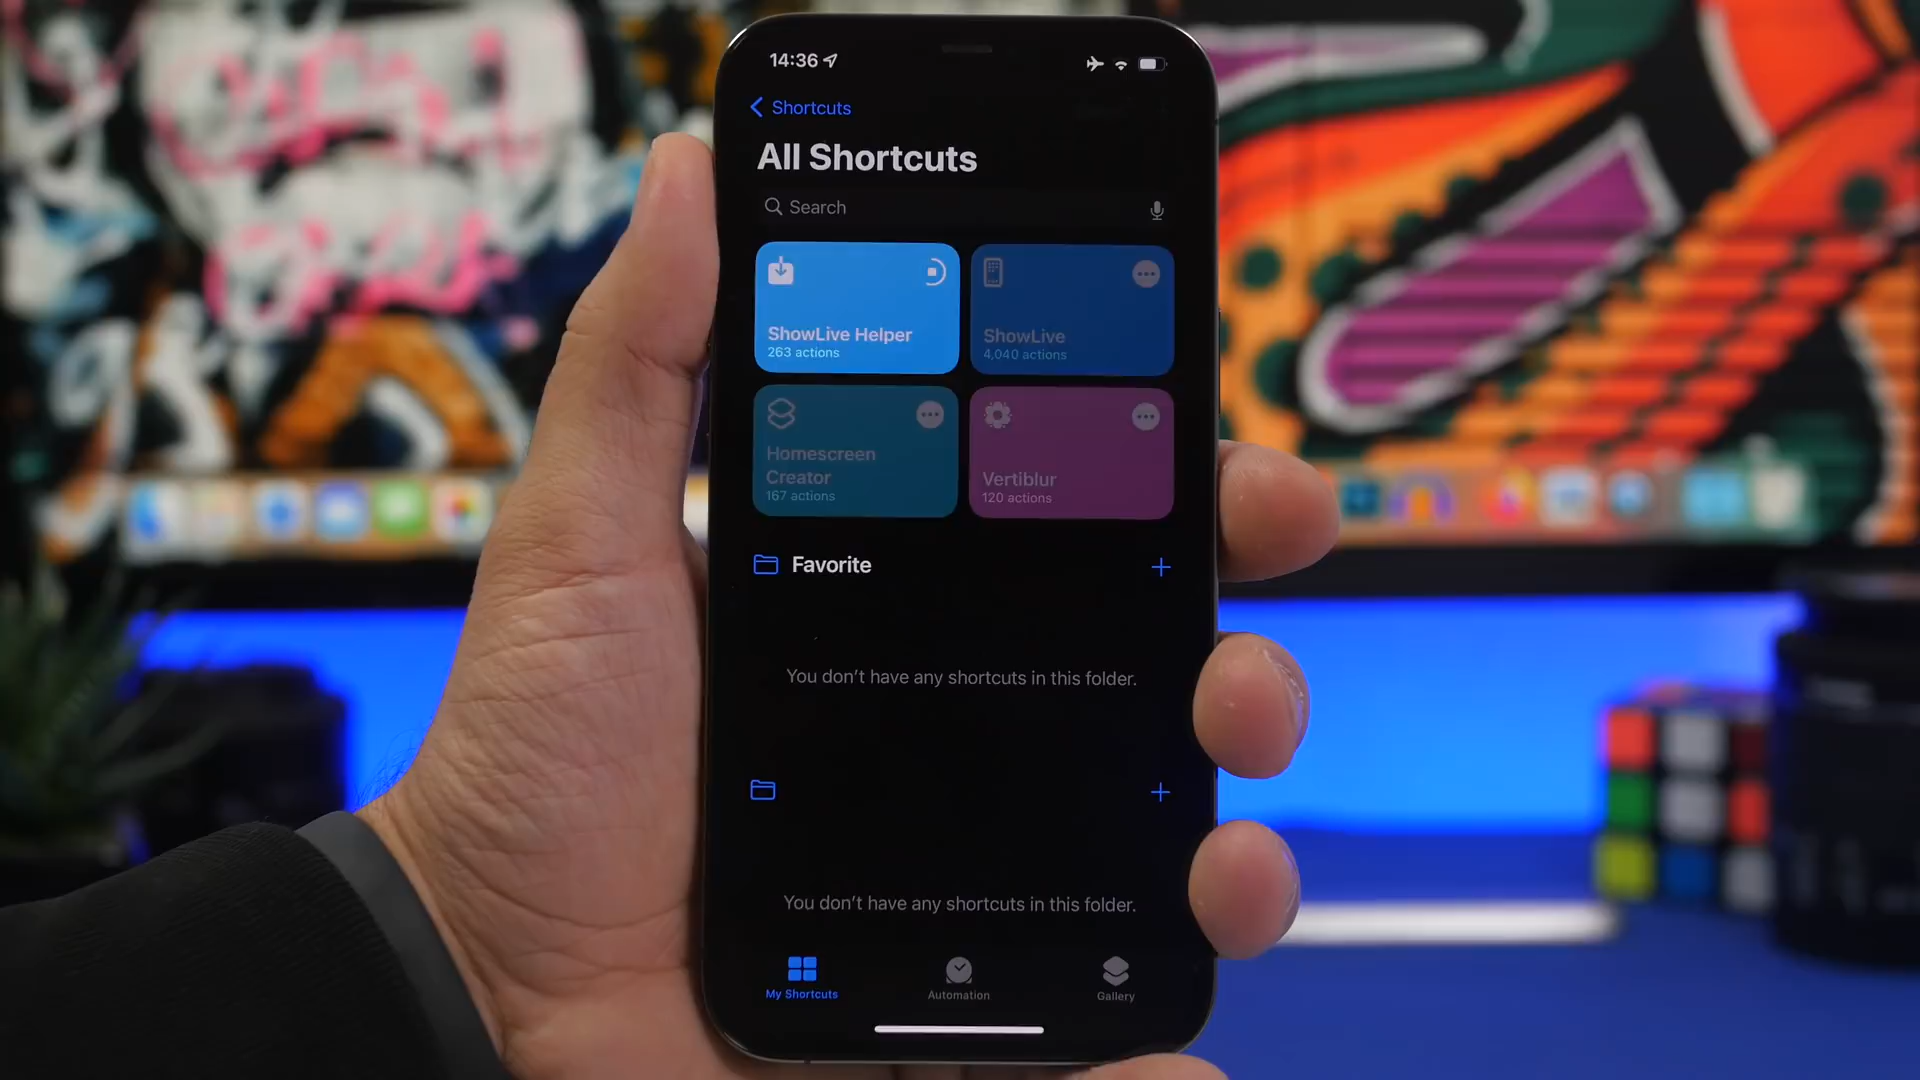 14:36
Shortcuts
All Shortcuts
Search
ShowLive Helper
263 actions
ShowLive
4,040 actions
Homescreen
Creator
167 actions
Vertiblur
120 actions
Favorite
You don’t have any shortcuts in this folder.
You don’t have any shortcuts in this folder.
My Shortcuts
Automation
Gallery